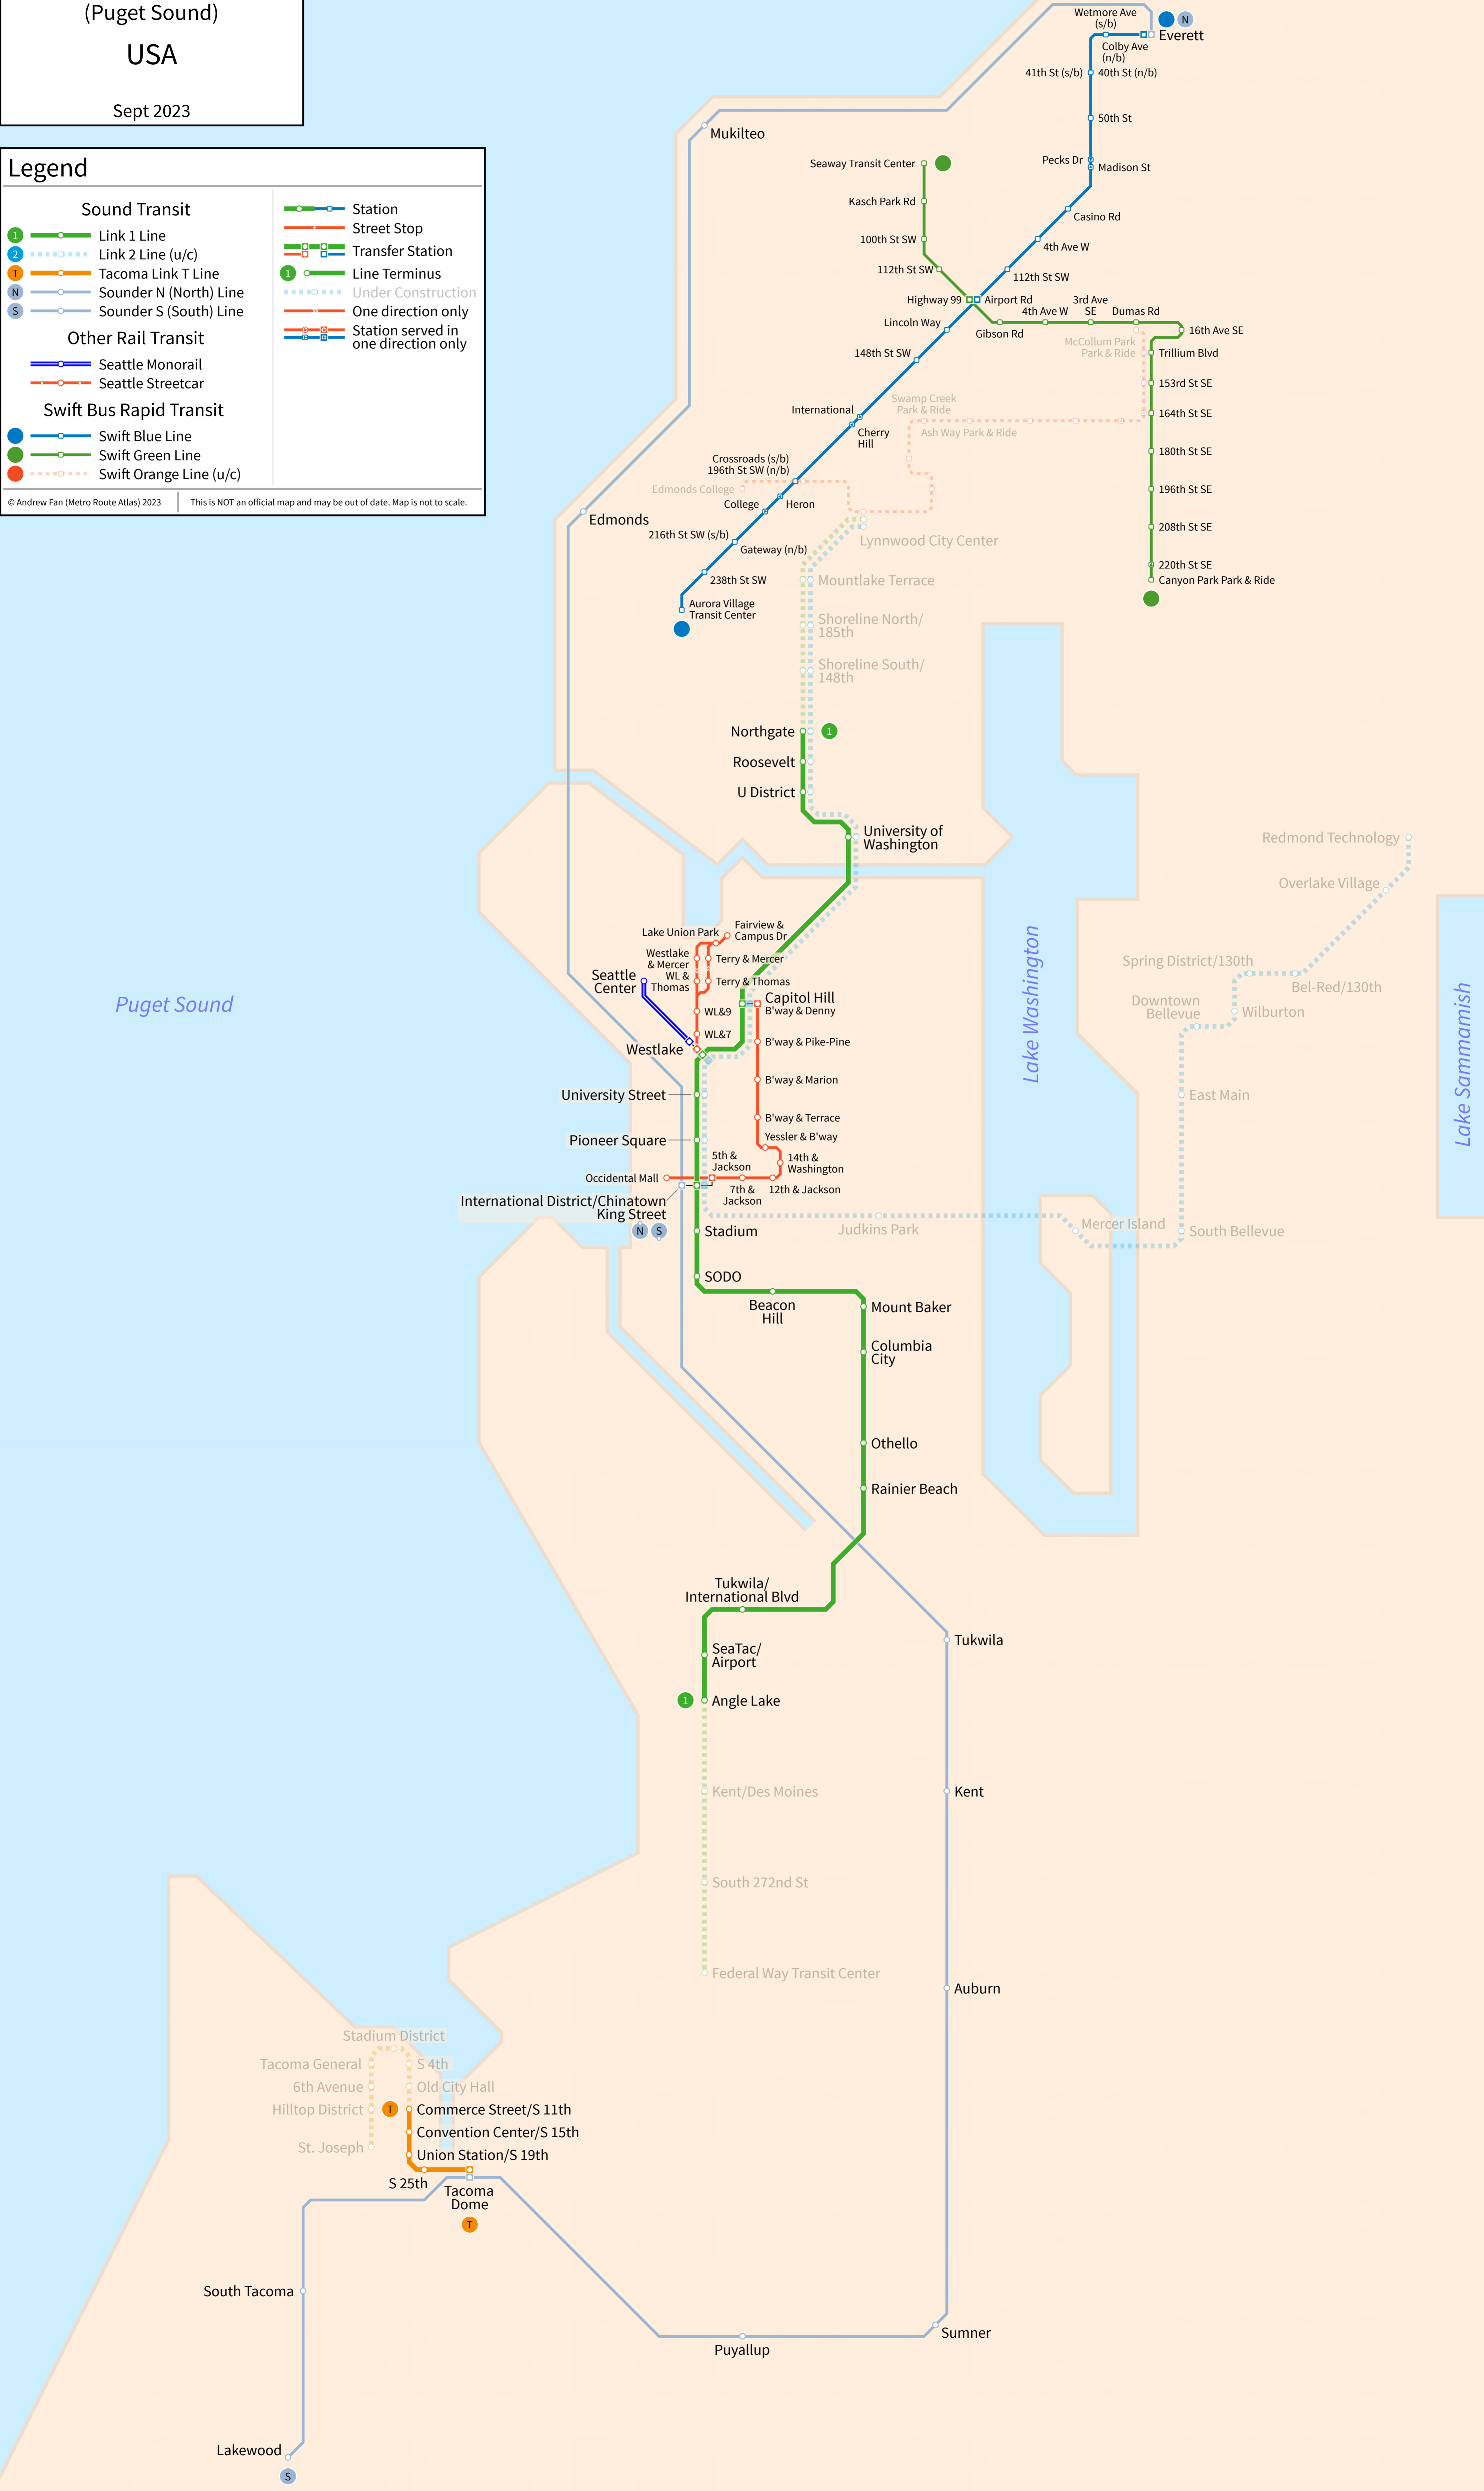 (Puget Sound)
USA
Sept 2023
Legend
Sound Transit
1 Link 1 Line
2 Link 2 Line (u/c)
T Tacoma Link T Line
N Sounder N (North) Line
S Sounder S (South) Line
Other Rail Transit
Seattle Monorail
Seattle Streetcar
Swift Bus Rapid Transit
Swift Blue Line
Swift Green Line
Swift Orange Line (u/c)
Station
Street Stop
Transfer Station
1 Line Terminus
Under Construction
One direction only
Station served in
one direction only
© Andrew Fan (Metro Route Atlas) 2023
This is NOT an official map and may be out of date. Map is not to scale.
Wetmore Ave
(s/b)
N
Everett
Colby Ave
(n/b)
41th St (s/b)
40th St (n/b)
50th St
Mukilteo
Pecks Dr
Madison St
Seaway Transit Center
Kasch Park Rd
Casino Rd
100th St SW
4th Ave W
112th St SW
112th St SW
Highway 99
Airport Rd
3rd Ave
SE
4th Ave W
Dumas Rd
Lincoln Way
Gibson Rd
16th Ave SE
McCollum Park
Park & Ride
148th St SW
Trillium Blvd
153rd St SE
Swamp Creek
Park & Ride
International
164th St SE
Cherry
Hill
Ash Way Park & Ride
180th St SE
Crossroads (s/b)
196th St SW (n/b)
Edmonds College
196th St SE
College
Heron
Edmonds
208th St SE
216th St SW (s/b)
Lynnwood City Center
Gateway (n/b)
220th St SE
238th St SW
Mountlake Terrace
Canyon Park Park & Ride
Aurora Village
Transit Center
Shoreline North/
185th
Shoreline South/
148th
Northgate
1
Roosevelt
U District
University of
Washington
Redmond Technology
Overlake Village
Fairview &
Campus Dr
Lake Union Park
Westlake
& Mercer
Terry & Mercer
Spring District/130th
WL &
Thomas
Terry & Thomas
Seattle
Center
Bel-Red/130th
Capitol Hill
B'way & Denny
Downtown
Bellevue
Wilburton
WL&9
Puget Sound
Lake Washington
Lake Sammamish
WL&7
B'way & Pike-Pine
Westlake
B'way & Marion
University Street
East Main
B'way & Terrace
Pioneer Square
Yessler & B'way
5th &
Jackson
14th &
Washington
Occidental Mall
7th &
Jackson
12th & Jackson
International District/Chinatown
King Street
N S
Stadium
Judkins Park
Mercer Island
South Bellevue
SODO
Beacon
Hill
Mount Baker
Columbia
City
Othello
Rainier Beach
Tukwila/
International Blvd
Tukwila
SeaTac/
Airport
1
Angle Lake
Kent/Des Moines
Kent
South 272nd St
Federal Way Transit Center
Auburn
Stadium District
Tacoma General
S 4th
6th Avenue
Old City Hall
Hilltop District
T
Commerce Street/S 11th
Convention Center/S 15th
St. Joseph
Union Station/S 19th
S 25th
Tacoma
Dome
T
South Tacoma
Sumner
Puyallup
Lakewood
S